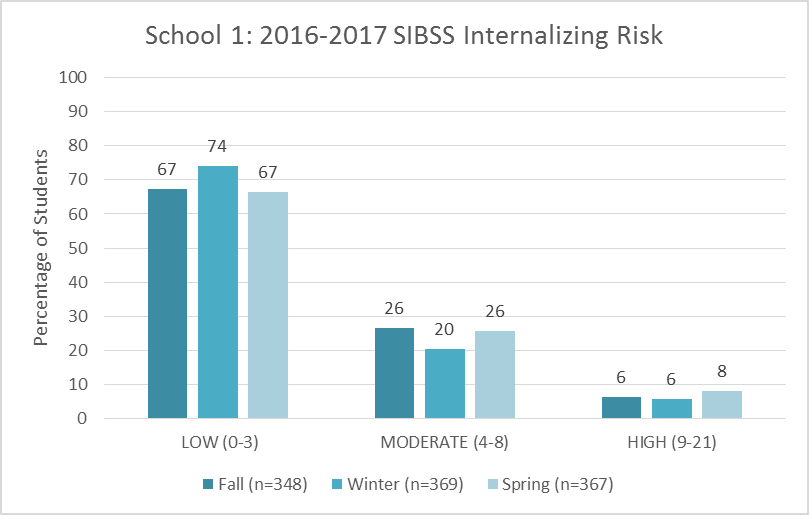 School 1: 2016-2017 SIBSS Internalizing Risk
Percentage of Students
100
90
80
70
60
50
40
30
20
10
0
67
74
67
26
20
26
6
6
8
LOW (0-3)
MODERATE (4-8)
HIGH (9-21)
Fall (n=348)
Winter (n=369)
Spring (n=367)